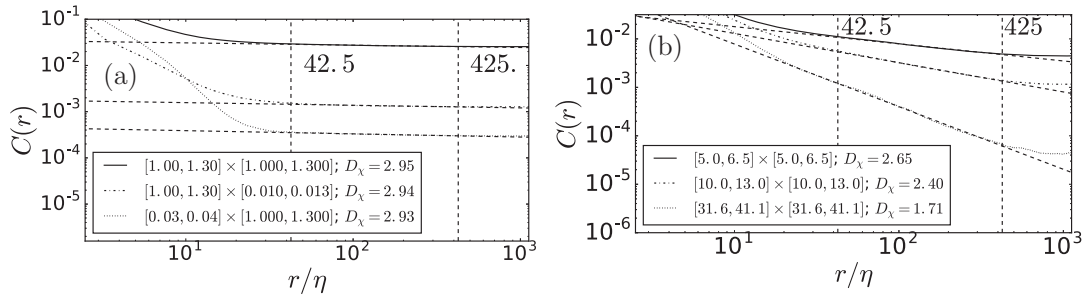 10^{-1}
10^{-2}
10^{-3}
10^{-4}
10^{-5}
C(r)
(a)
42.5
425.
[1.00, 1.30] × [1.000, 1.300]; D_χ = 2.95
[1.00, 1.30] × [0.010, 0.013]; D_χ = 2.94
[0.03, 0.04] × [1.000, 1.300]; D_χ = 2.93
10^1 10^2 10^3
r/η
10^{-2}
10^{-3}
10^{-4}
10^{-5}
10^{-6}
C(r)
(b)
42.5
425
[5.0, 6.5] × [5.0, 6.5]; D_χ = 2.65
[10.0, 13.0] × [10.0, 13.0]; D_χ = 2.40
[31.6, 41.1] × [31.6, 41.1]; D_χ = 1.71
10^1 10^2 10^3
r/η